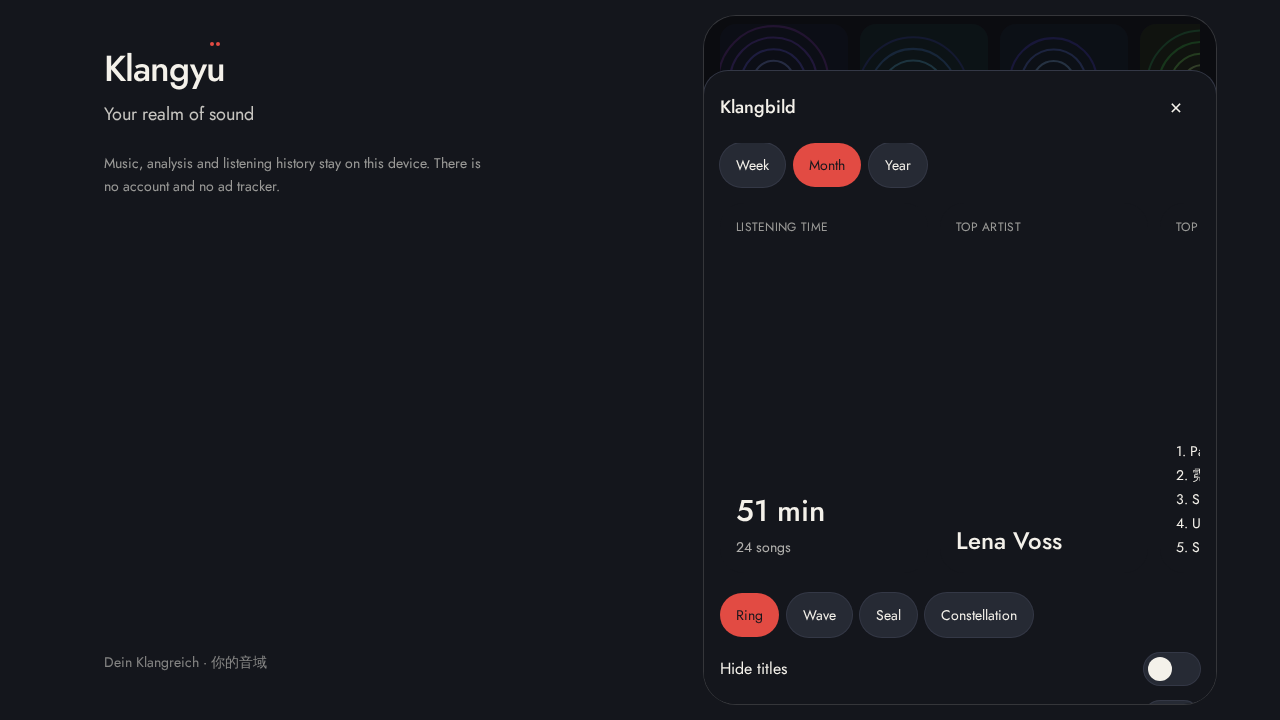 Klangyu
Your realm of sound
Music, analysis and listening history stay on this device. There is
no account and no ad tracker.
Dein Klangreich · 你的音域
Klangbild
×
Week
Month
Year
LISTENING TIME
51 min
24 songs
TOP ARTIST
Lena Voss
TOP
1.
2.
3. S
4. U
5. S
Ring
Wave
Seal
Constellation
Hide titles